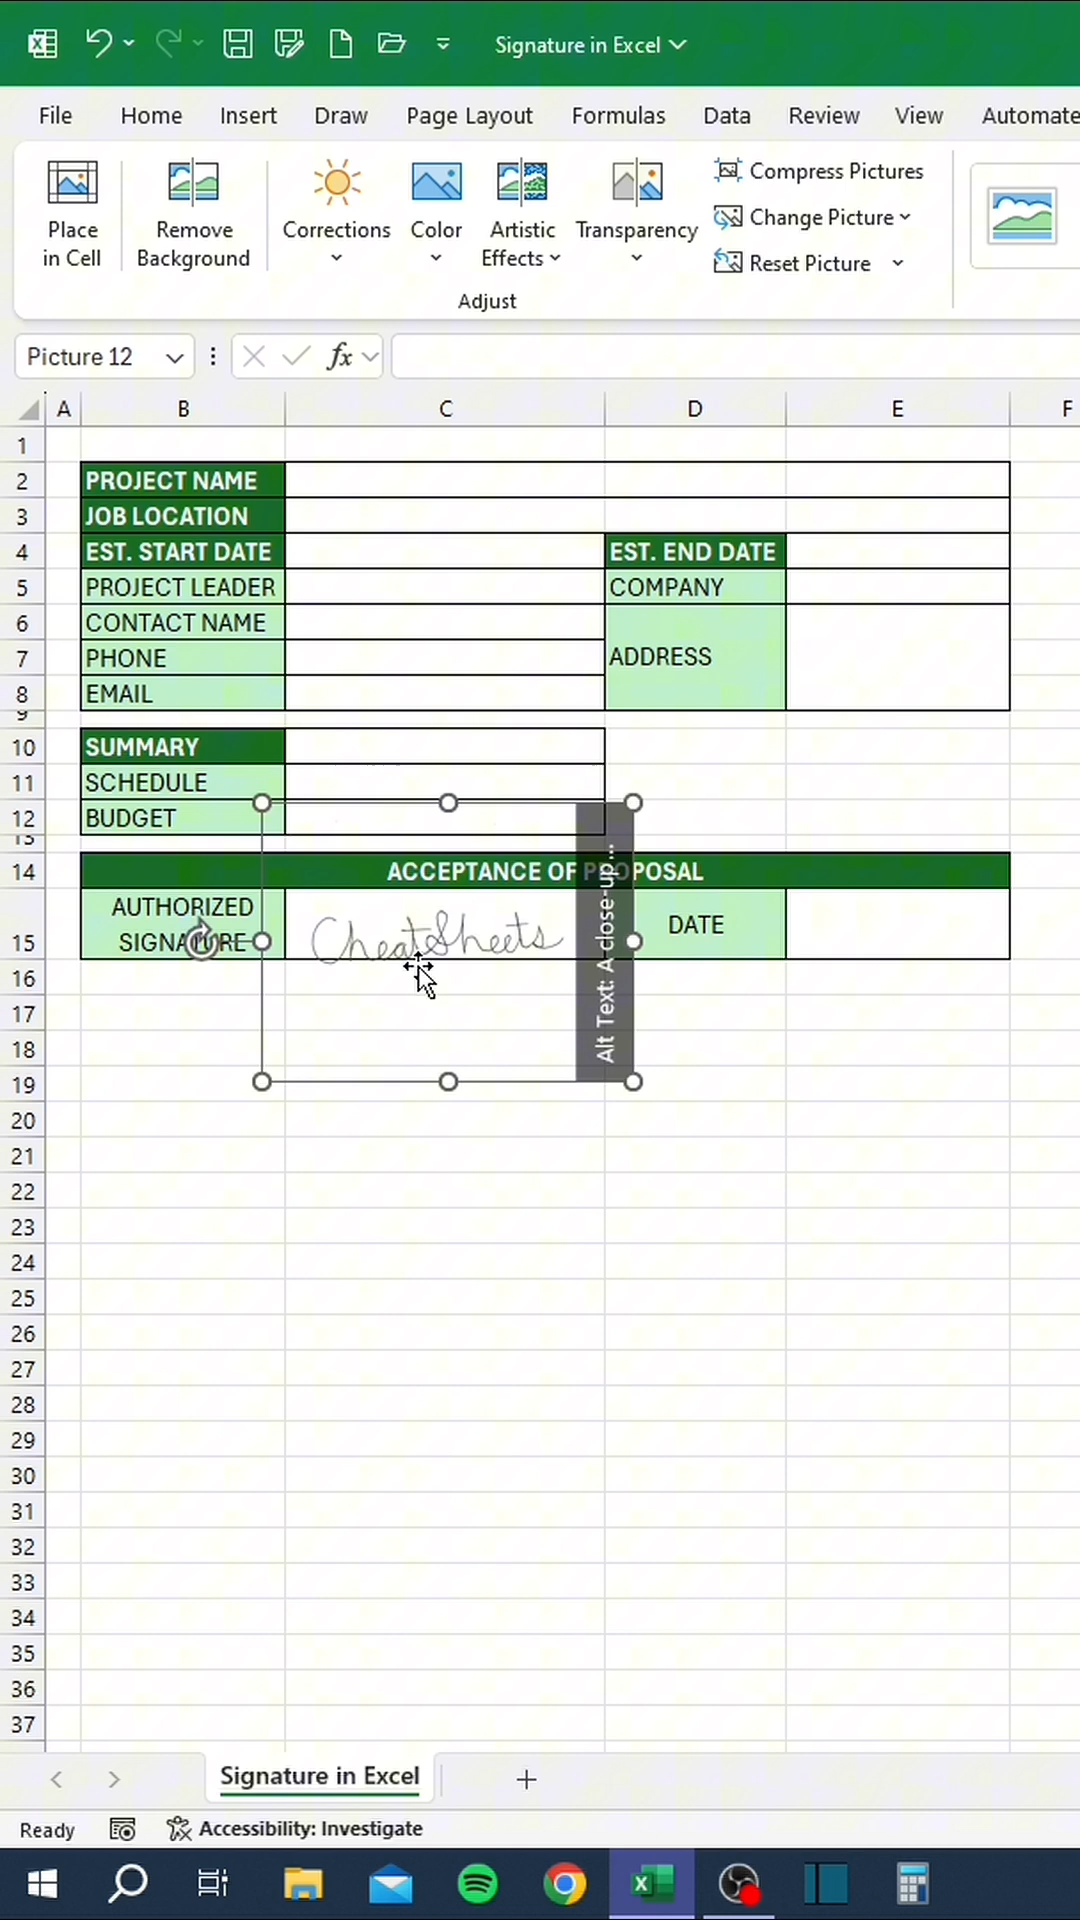 Signature in Excel
File Home Insert Draw Page Layout Formulas Data Review View Automate
Place in Cell
Remove Background
Corrections
Color
Artistic Effects
Transparency
Compress Pictures
Change Picture
Reset Picture
Adjust
Picture 12
fx
A B C D E F
1
2 PROJECT NAME
3 JOB LOCATION
4 EST. START DATE EST. END DATE
5 PROJECT LEADER COMPANY
6 CONTACT NAME
7 PHONE ADDRESS
8 EMAIL
9
10 SUMMARY
11 SCHEDULE
12 BUDGET
13
14 ACCEPTANCE OF PROPOSAL
AUTHORIZED
15 SIGNATURE CheatSheets DATE
Alt Text: A close-up...
16
17
18
19
20
21
22
23
24
25
26
27
28
29
30
31
32
33
34
35
36
37
Signature in Excel
Ready Accessibility: Investigate